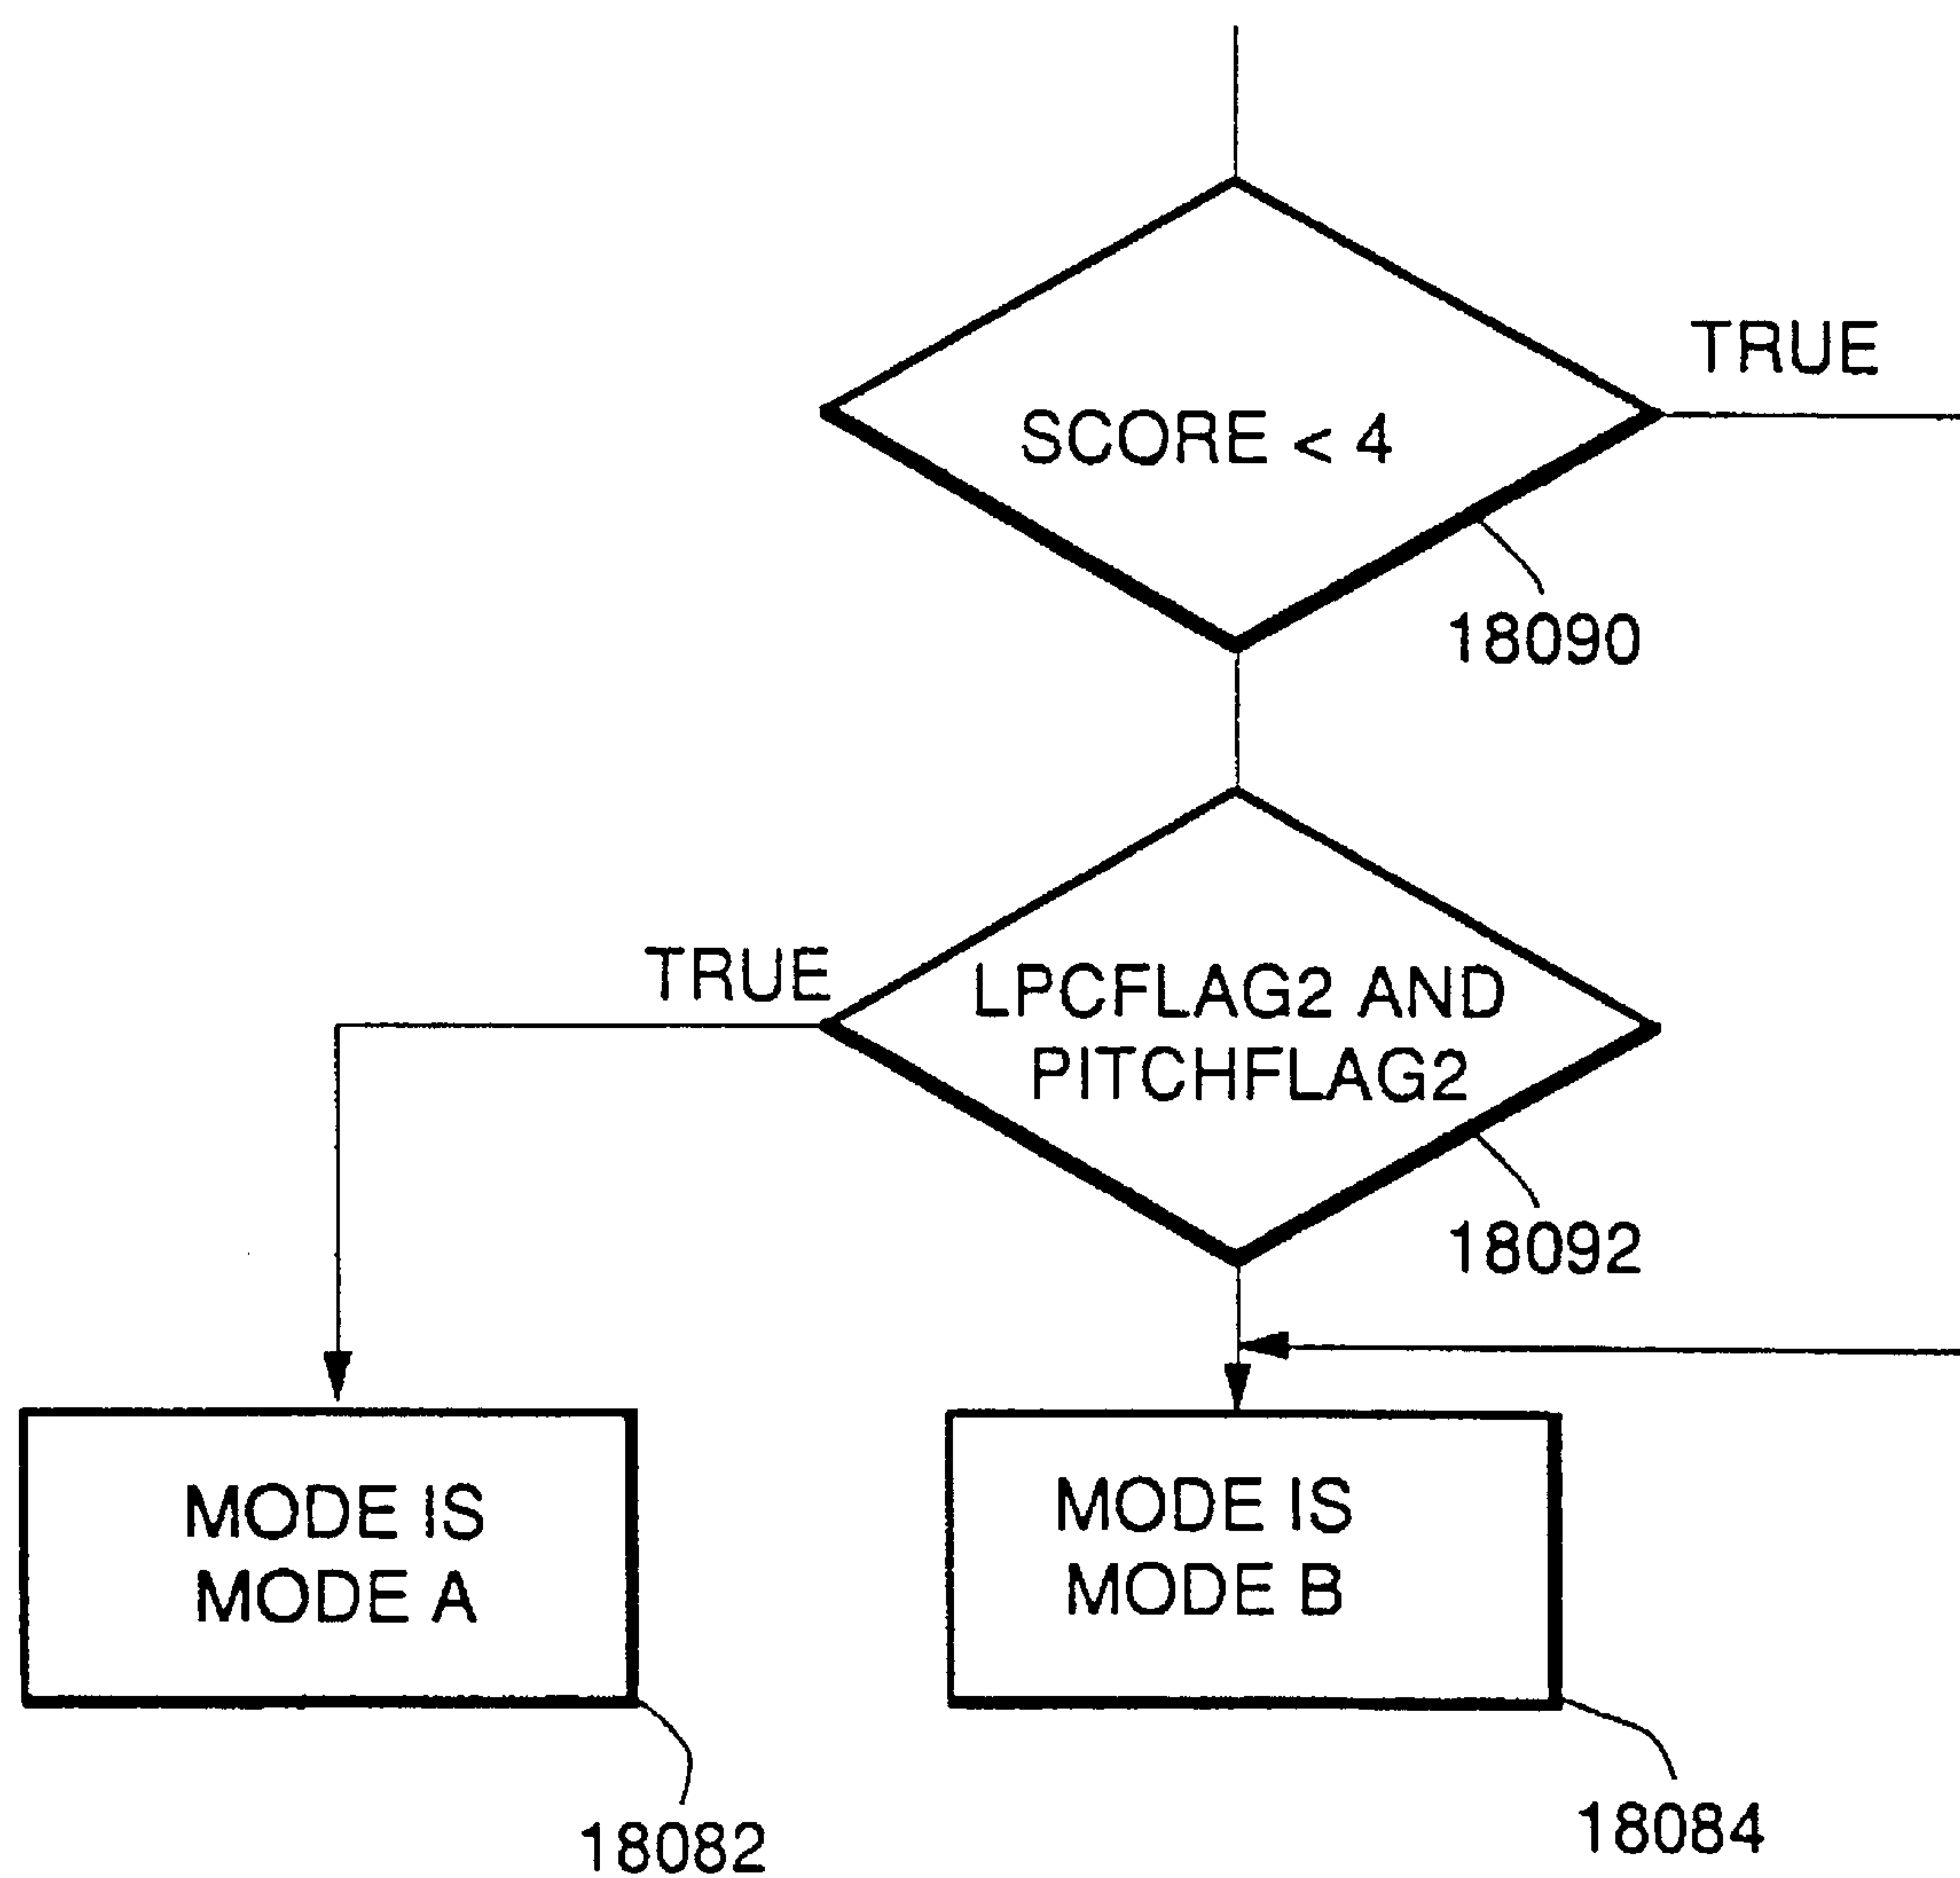 TRUE
SCORE < 4
18090
TRUE
LPCFLAG2 AND
PITCHFLAG2
18092
MODE IS
MODE A
MODE IS
MODE B
18082
18084